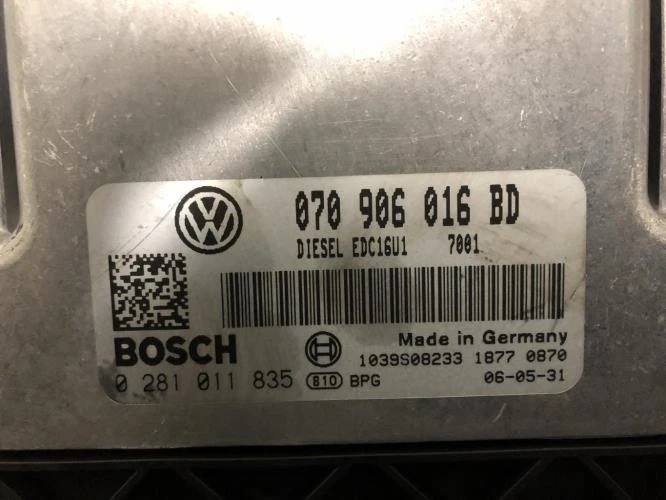 VW
070 906 016 BD
DIESEL EDC16U1 7001
BOSCH
Made in Germany
1039S08233 1877 0870
0 281 011 835 810 BPG 06-05-31